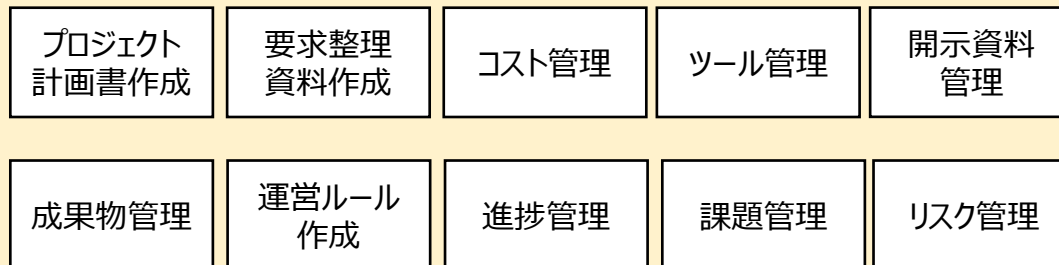 プロジェクト
計画書作成
要求整理
資料作成
コスト管理
ツール管理
開示資料
管理
成果物管理
運営ルール
作成
進捗管理
課題管理
リスク管理